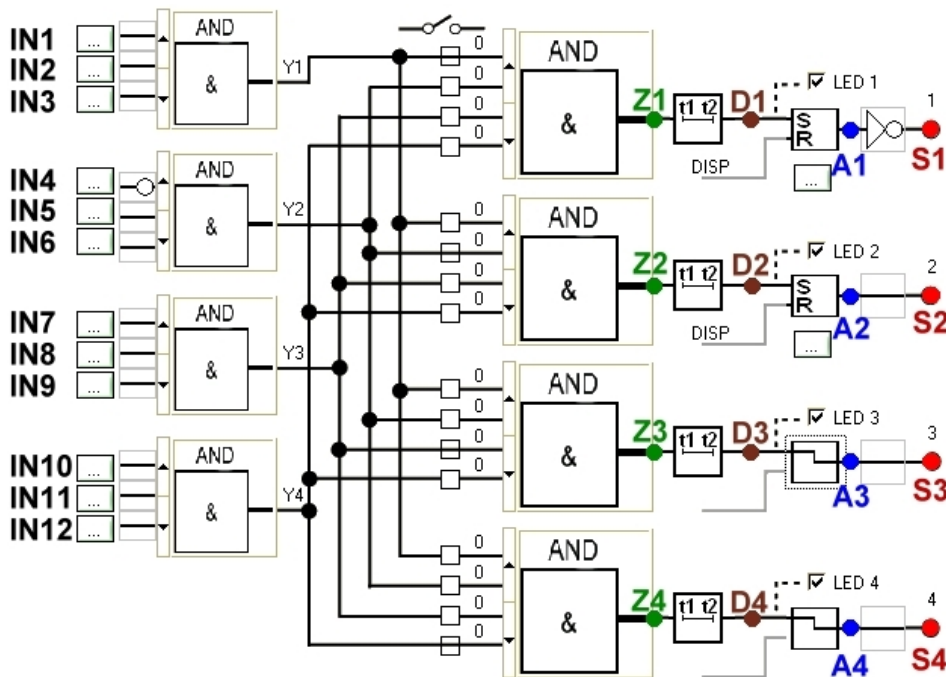 IN1 ... AND
IN2 ... &
IN3 ...
Y1
IN4 ... AND
IN5 ... &
IN6 ...
Y2
IN7 ... AND
IN8 ... &
IN9 ...
Y3
IN10 ... AND
IN11 ... &
IN12 ...
Y4
0
0
0
0
AND
&
Z1
t1 t2
D1
LED 1
DISP
S
R
...
A1
1
S1
0
0
0
0
AND
&
Z2
t1 t2
D2
LED 2
DISP
S
R
...
A2
2
S2
0
0
0
0
AND
&
Z3
t1 t2
D3
LED 3
A3
3
S3
0
0
0
0
AND
&
Z4
t1 t2
D4
LED 4
A4
4
S4